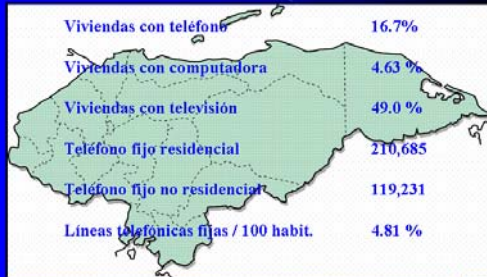 Viviendas con teléfono 16.7%
Viviendas con computadora 4.63 %
Viviendas con televisión 49.0 %
Teléfono fijo residencial 210,685
Teléfono fijo no residencial 119,231
Líneas telefónicas fijas / 100 habit. 4.81 %